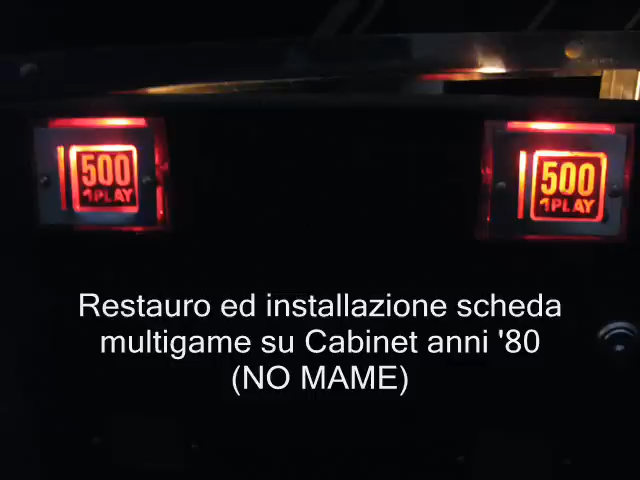 500
1PLAY
500
1PLAY
Restauro ed installazione scheda
multigame su Cabinet anni '80
(NO MAME)